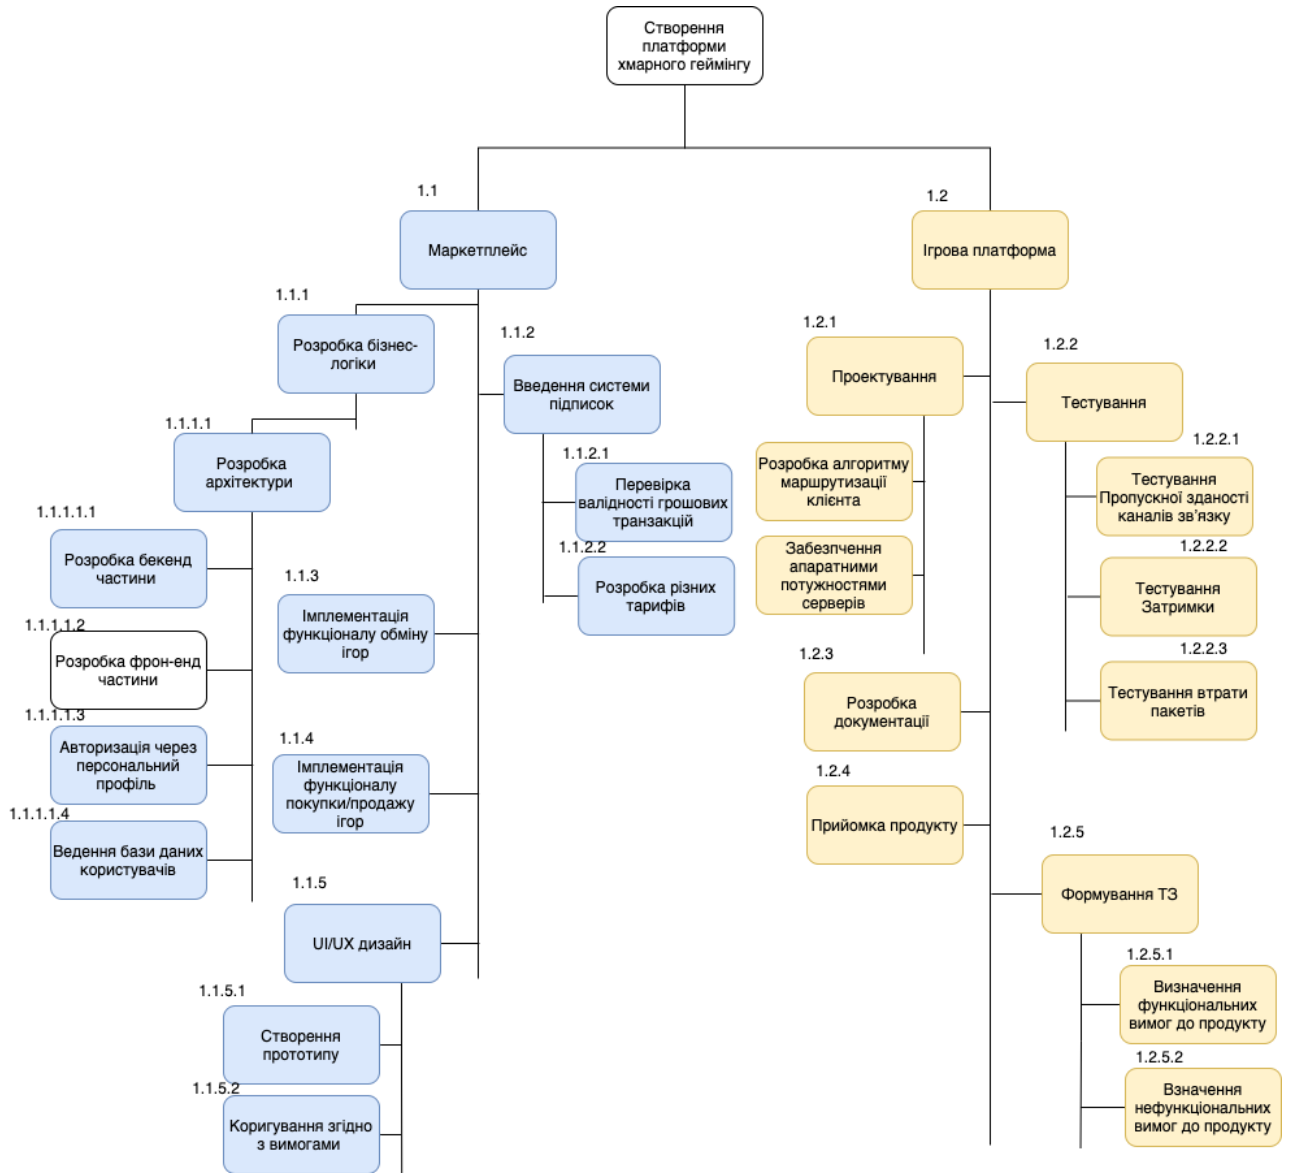 Створення
платформи
хмарного геймінгу
1.1
Маркетплейс
1.1.1
Розробка бізнес-
логіки
1.1.1.1
Розробка
архітектури
1.1.1.1.1
Розробка бекенд
частини
1.1.1.1.2
Розробка фрон-енд
частини
1.1.1.1.3
Авторизація через
персональний
профіль
1.1.1.1.4
Ведення бази даних
користувачів
1.1.2
Введення системи
підписок
1.1.2.1
Перевірка
валідності грошових
транзакцій
1.1.2.2
Розробка різних
тарифів
1.1.3
Імплементація
функціоналу обміну
ігор
1.1.4
Імплементація
функціоналу
покупки/продажу
ігор
1.1.5
UI/UX дизайн
1.1.5.1
Створення
прототипу
1.1.5.2
Коригування згідно
з вимогами
1.2
Ігрова платформа
1.2.1
Проектування
Розробка алгоритму
маршрутизації
клієнта
Забезпчення
апаратними
потужностями
серверів
1.2.2
Тестування
1.2.2.1
Тестування
Пропускної зданості
каналів зв'язку
1.2.2.2
Тестування
Затримки
1.2.2.3
Тестування втрати
пакетів
1.2.3
Розробка
документації
1.2.4
Прийомка продукту
1.2.5
Формування ТЗ
1.2.5.1
Визначення
функціональних
вимог до продукту
1.2.5.2
Взначення
нефункціональних
вимог до продукту